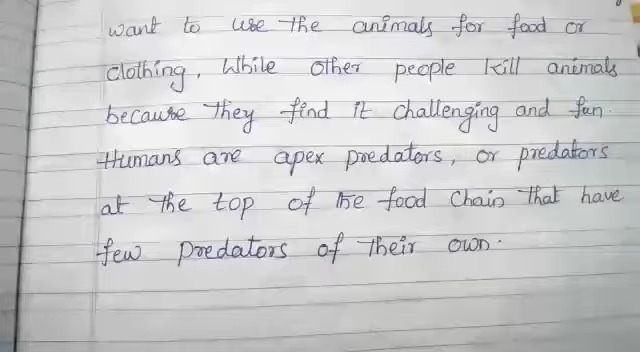 want to use the animals for food or
clothing, While other people kill animals
because they find it challenging and fun.
Humans are apex predators, or predators
at the top of the food chain that have
few predators of their own.